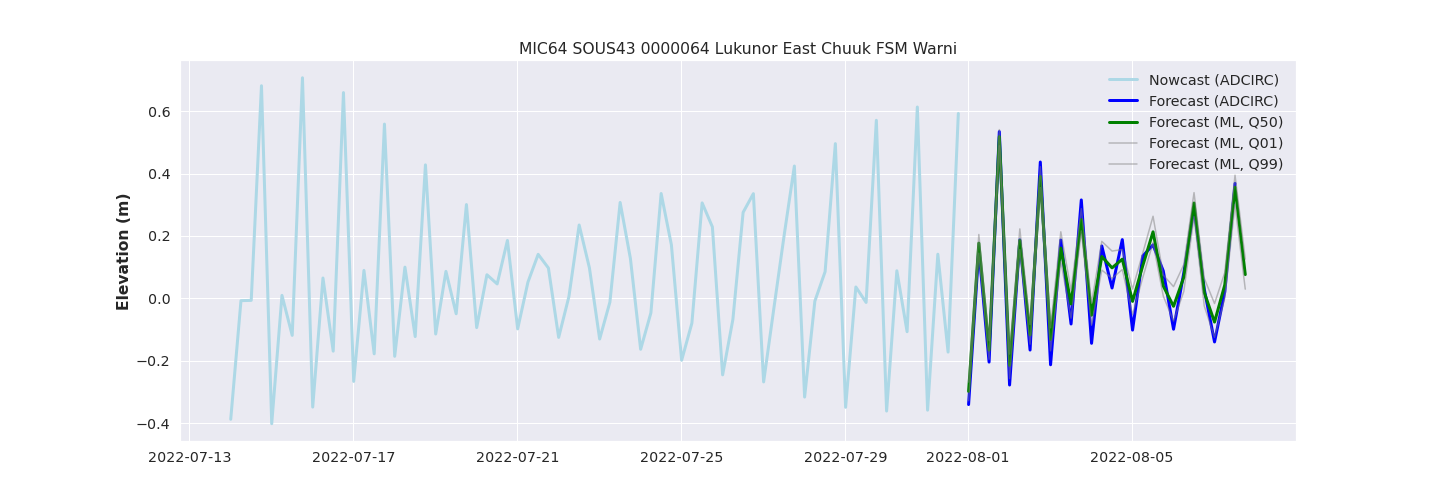 MIC64 SOUS43 0000064 Lukunor East Chuuk FSM Warni
Nowcast (ADCIRC)
Forecast (ADCIRC)
Forecast (ML, Q50)
Forecast (ML, Q01)
Forecast (ML, Q99)
Elevation (m)
0.6
0.4
0.2
0.0
−0.2
−0.4
2022-07-13 2022-07-17 2022-07-21 2022-07-25 2022-07-29 2022-08-01 2022-08-05